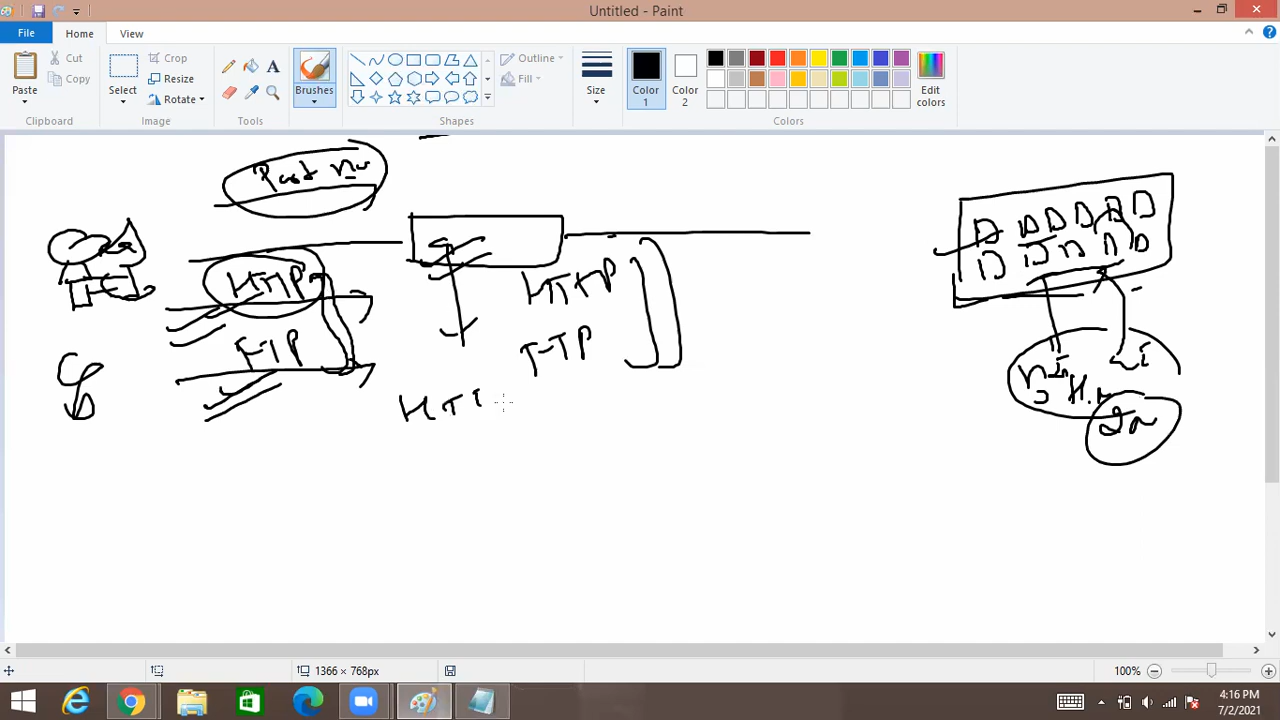 Untitled - Paint
File
Home
View
Paste
Cut
Copy
Clipboard
Select
Crop
Resize
Rotate
Image
Tools
Brushes
Outline
Fill
Shapes
Size
Color 1
Color 2
Edit colors
Colors
HTTP
FTP
HTTP
FTP
D D D D D
D D D D D
1366 × 768px
100%
4:16 PM
7/2/2021